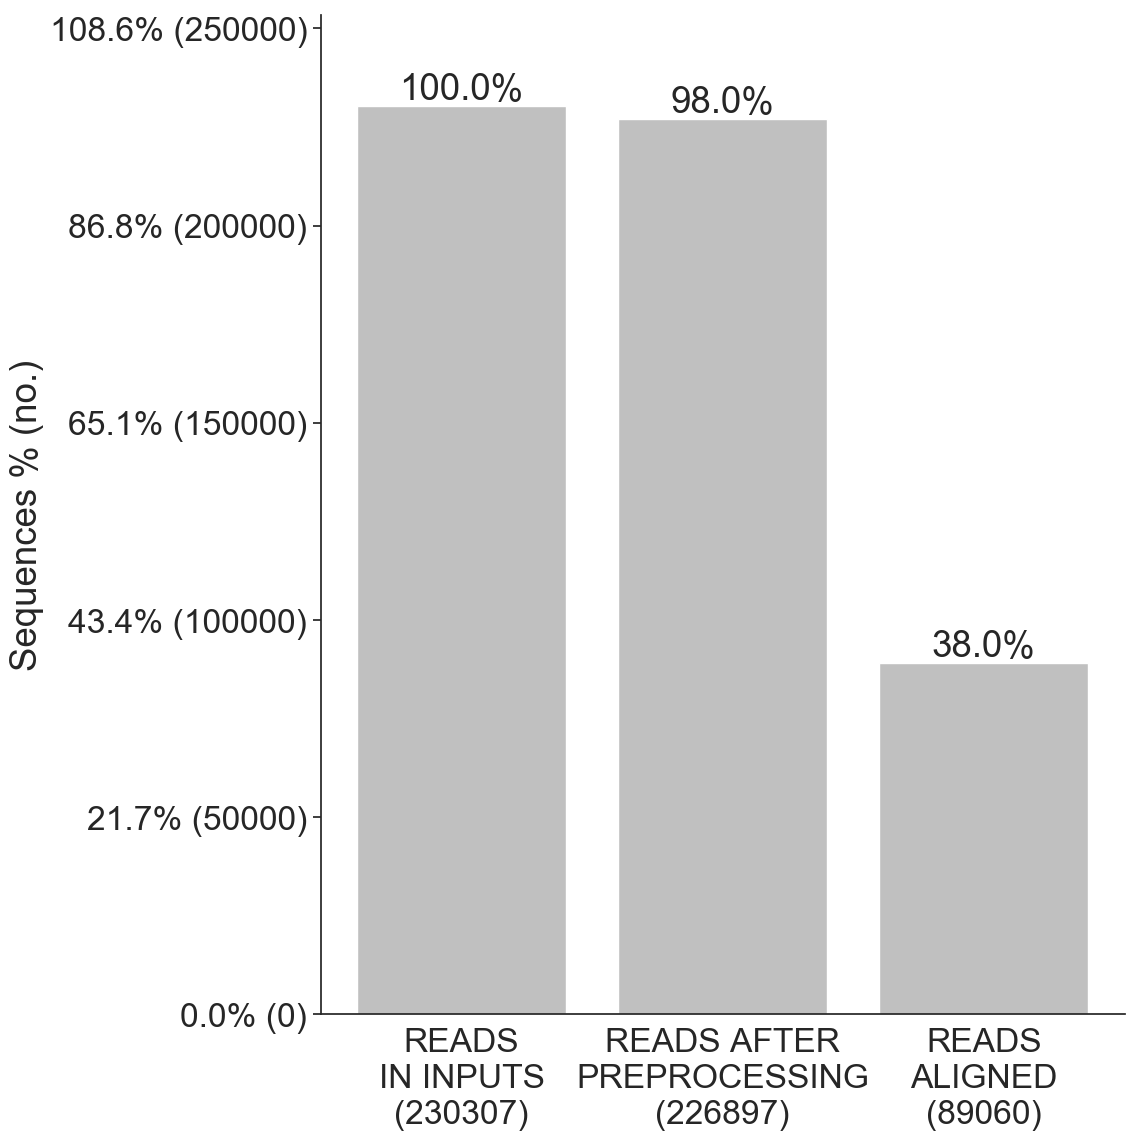 Sequences % (no.)
108.6% (250000)
86.8% (200000)
65.1% (150000)
43.4% (100000)
21.7% (50000)
0.0% (0)
100.0%
98.0%
38.0%
READS
IN INPUTS
(230307)
READS AFTER
PREPROCESSING
(226897)
READS
ALIGNED
(89060)